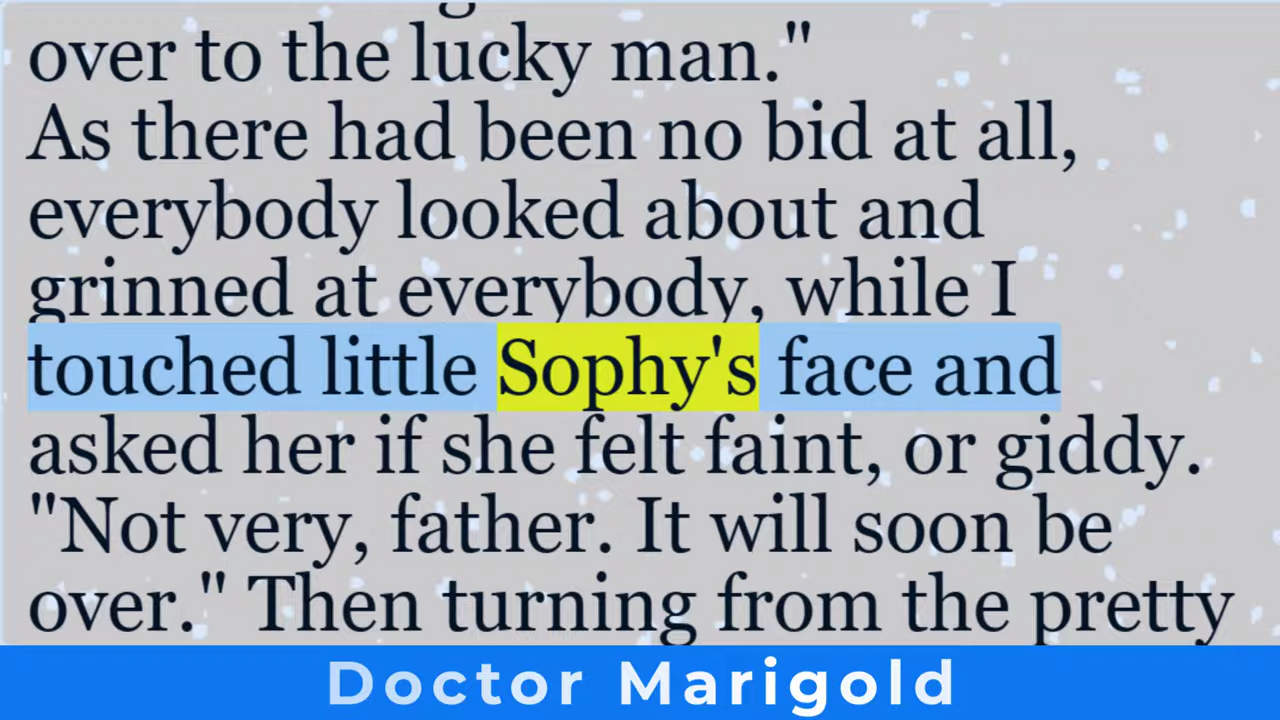 over to the lucky man."
As there had been no bid at all,
everybody looked about and
grinned at everybody, while I
touched little Sophy's face and
asked her if she felt faint, or giddy.
"Not very, father. It will soon be
over." Then turning from the pretty
Doctor Marigold